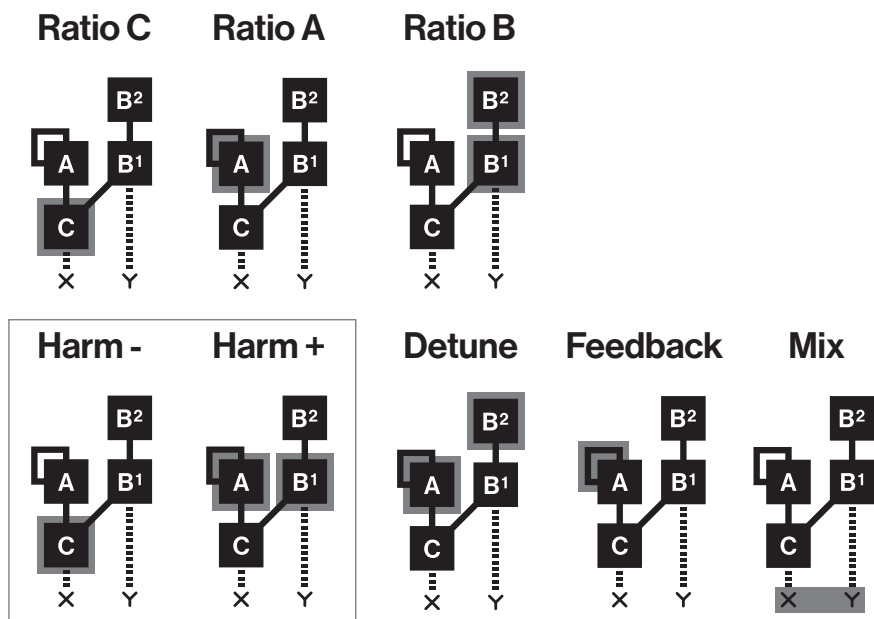 Ratio C Ratio A Ratio B
B² B² B²
A B¹ A B¹ A B¹
C C C
X Y X Y X Y
Harm - Harm + Detune Feedback Mix
B² B² B² B² B²
A B¹ A B¹ A B¹ A B¹ A B¹
C C C C C
X Y X Y X Y X Y X Y